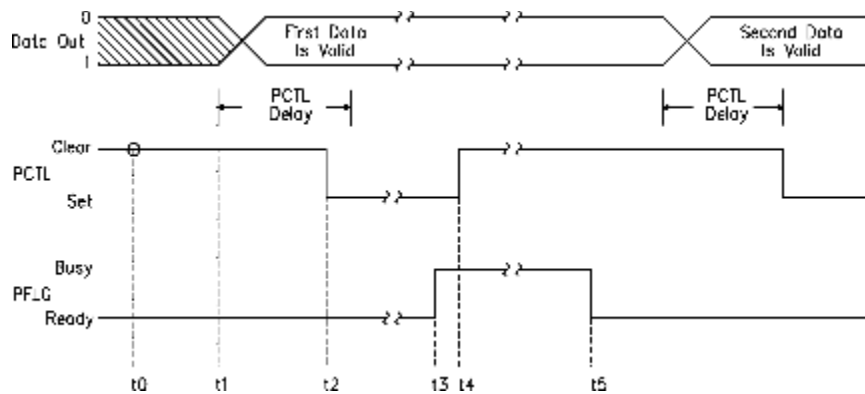 0
Data Out
1
First Data
Is Valid
Second Data
Is Valid
PCTL
Delay
PCTL
Delay
Clear
PCTL
Set
Busy
PFLG
Ready
t0 t1 t2 t3 t4 t5